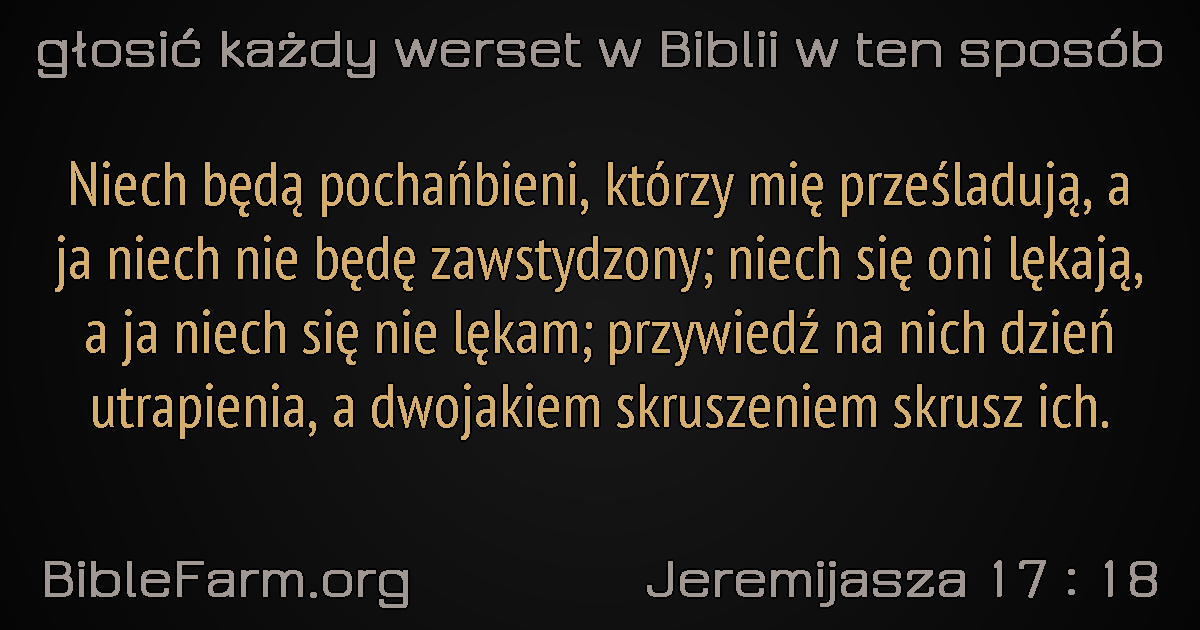 głosić każdy werset w Biblii w ten sposób
Niech będą pochańbieni, którzy mię prześladują, a
ja niech nie będę zawstydzony; niech się oni lękają,
a ja niech się nie lękam; przywiedź na nich dzień
utrapienia, a dwojakiem skruszeniem skrusz ich.
BibleFarm.org
Jeremijasza 17 : 18